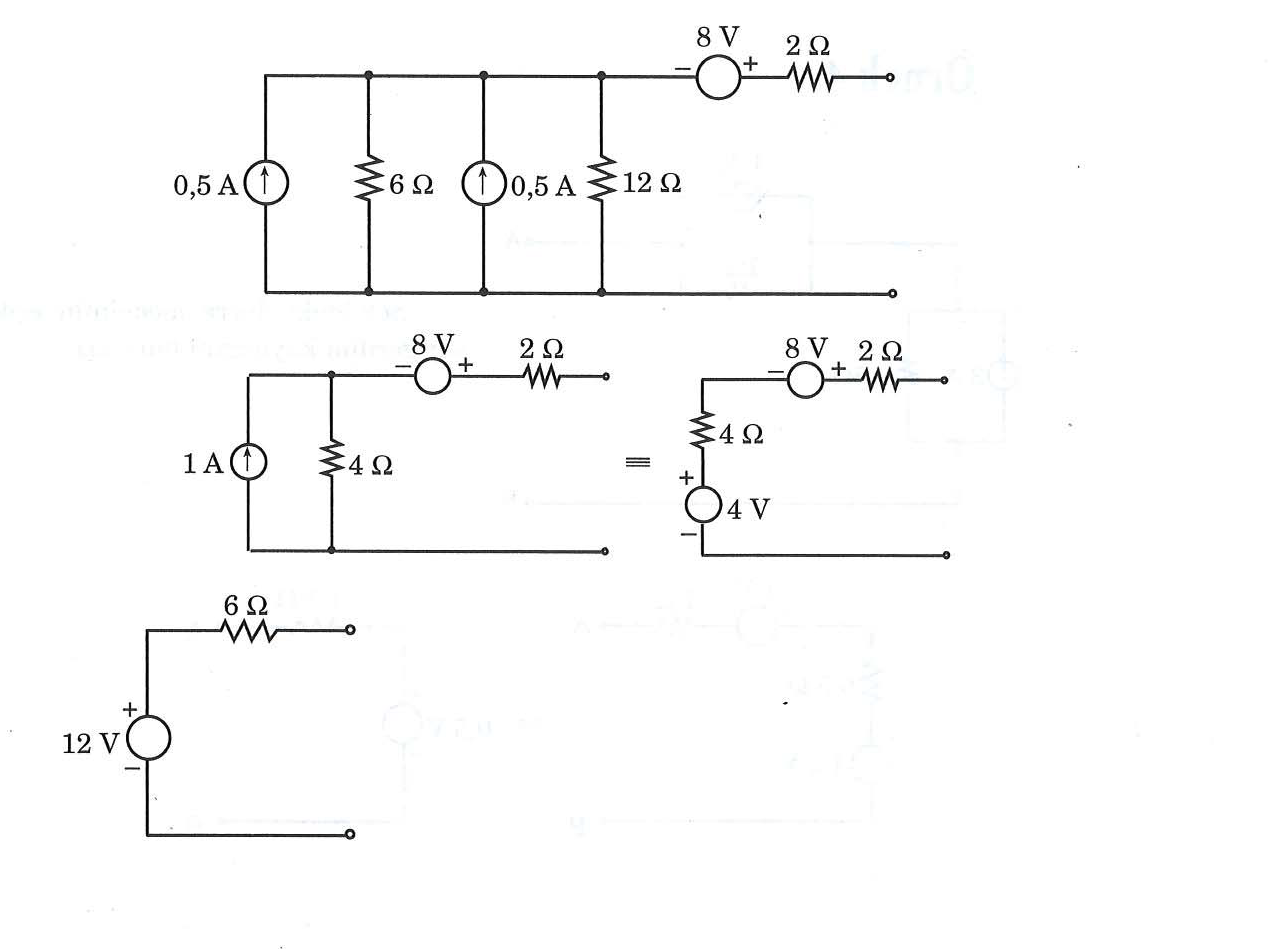 8 V 2 Ω
− +
0,5 A 6 Ω 0,5 A 12 Ω
8 V 2 Ω 8 V 2 Ω
− + − +
4 Ω
1 A 4 Ω ≡
+
4 V
−
6 Ω
+
12 V
−